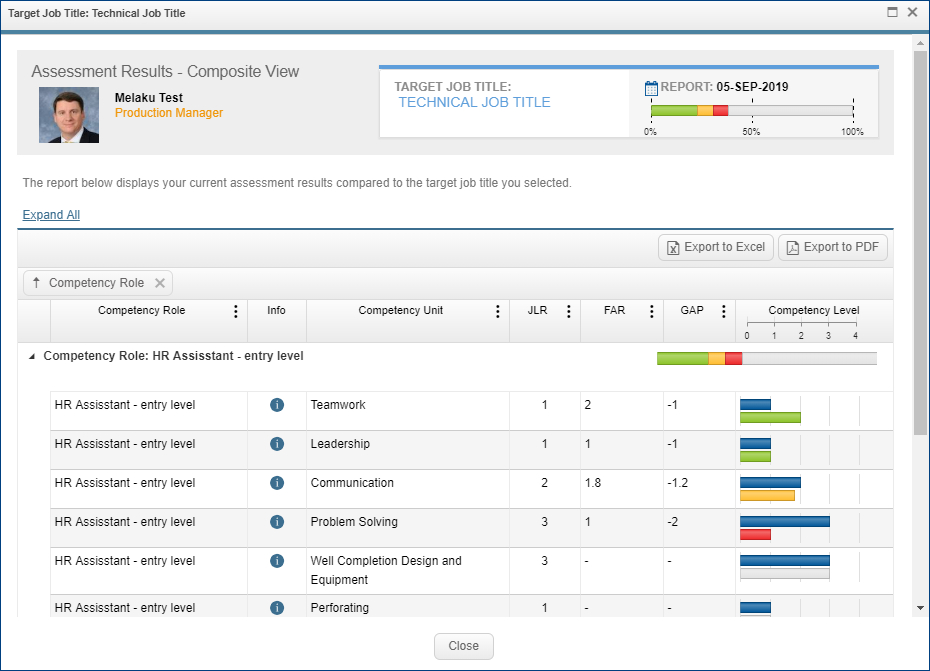 Target Job Title: Technical Job Title
Assessment Results - Composite View
Melaku Test
Production Manager
TARGET JOB TITLE:
TECHNICAL JOB TITLE
REPORT: 05-SEP-2019
0% 50% 100%
The report below displays your current assessment results compared to the target job title you selected.
Expand All
Export to Excel Export to PDF
Competency Role
Competency Role Info Competency Unit JLR FAR GAP Competency Level
0 1 2 3 4
Competency Role: HR Assisstant - entry level
HR Assisstant - entry level Teamwork 1 2 -1
HR Assisstant - entry level Leadership 1 1 -1
HR Assisstant - entry level Communication 2 1.8 -1.2
HR Assisstant - entry level Problem Solving 3 1 -2
HR Assisstant - entry level Well Completion Design and 3 - -
Equipment
HR Assisstant - entry level Perforating 1 - -
Close